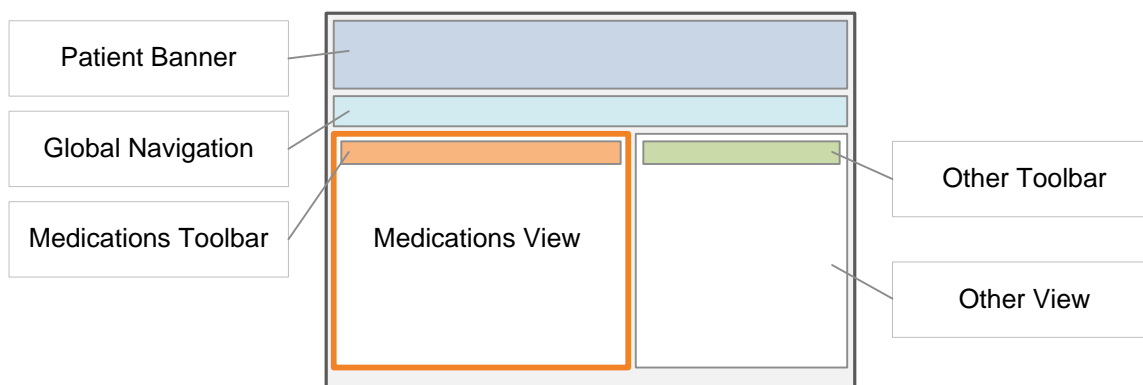 Patient Banner
Global Navigation
Medications Toolbar
Medications View
Other Toolbar
Other View